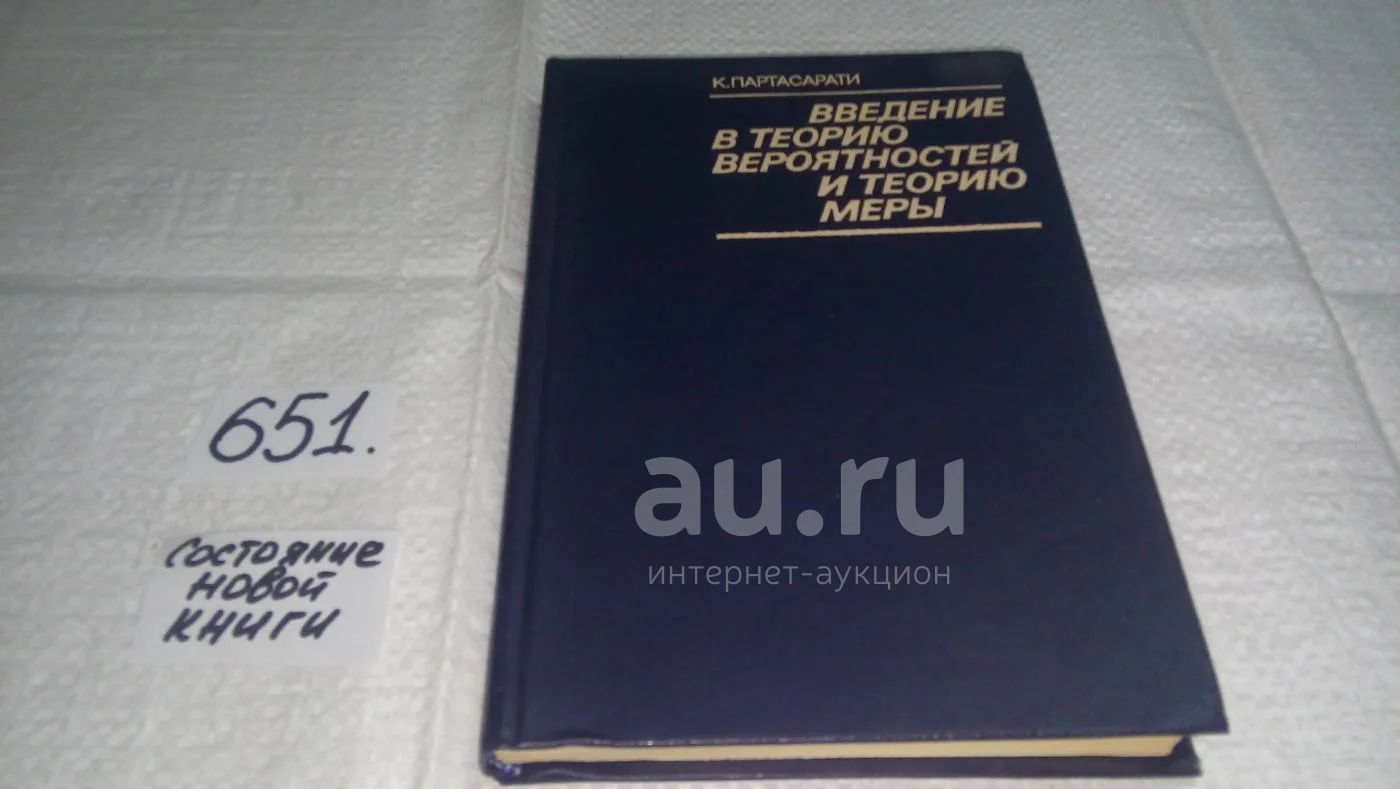 К. ПАРТАСАРАТИ
ВВЕДЕНИЕ
В ТЕОРИЮ
ВЕРОЯТНОСТЕЙ
И ТЕОРИЮ
МЕРЫ
651.
состояние
новой
книги
au.ru
интернет-аукцион